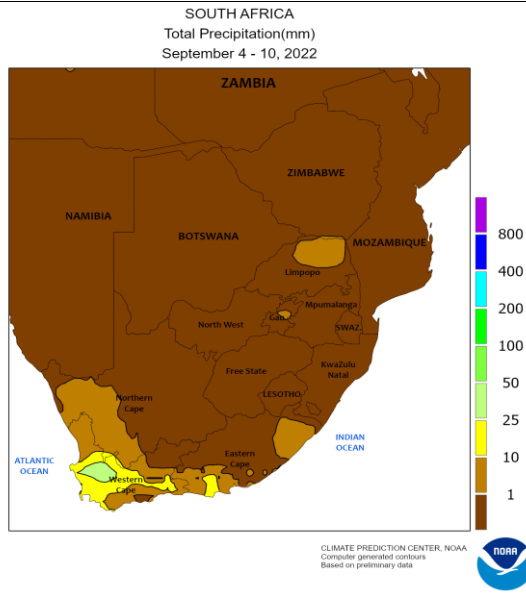 SOUTH AFRICA
Total Precipitation(mm)
September 4 - 10, 2022
ZAMBIA
ZIMBABWE
NAMIBIA
BOTSWANA
MOZAMBIQUE
Limpopo
Mpumalanga
North West
Gau
SWAZ.
Free State
KwaZulu
Natal
LESOTHO
Northern
Cape
Eastern
Cape
INDIAN
OCEAN
ATLANTIC
OCEAN
Western
Cape
800
400
200
100
50
25
10
1
CLIMATE PREDICTION CENTER, NOAA
Computer generated contours
Based on preliminary data
NOAA